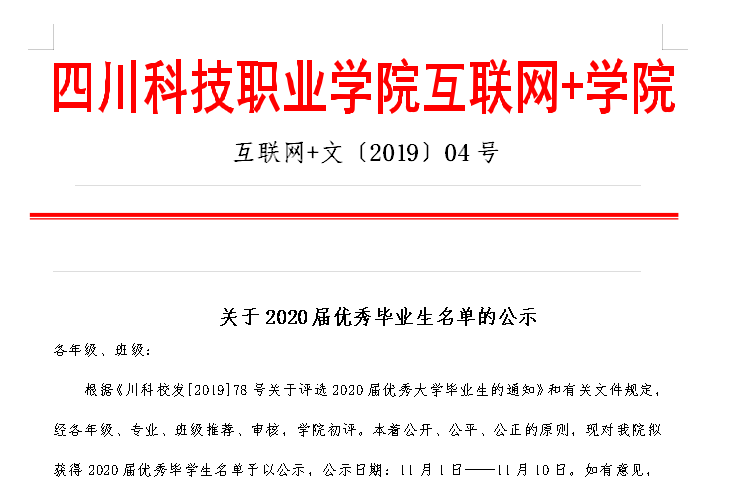 四川科技职业学院互联网+学院
互联网+文〔2019〕04 号
关于 2020 届优秀毕业生名单的公示
各年级、班级：
根据《川科校发[2019]78 号关于评选 2020 届优秀大学毕业生的通知》和有关文件规定，
经各年级、专业、班级推荐、审核，学院初评。本着公开、公平、公正的原则，现对我院拟
获得 2020 届优秀毕学生名单予以公示，公示日期：11 月 1 日——11 月 10 日。如有意见，